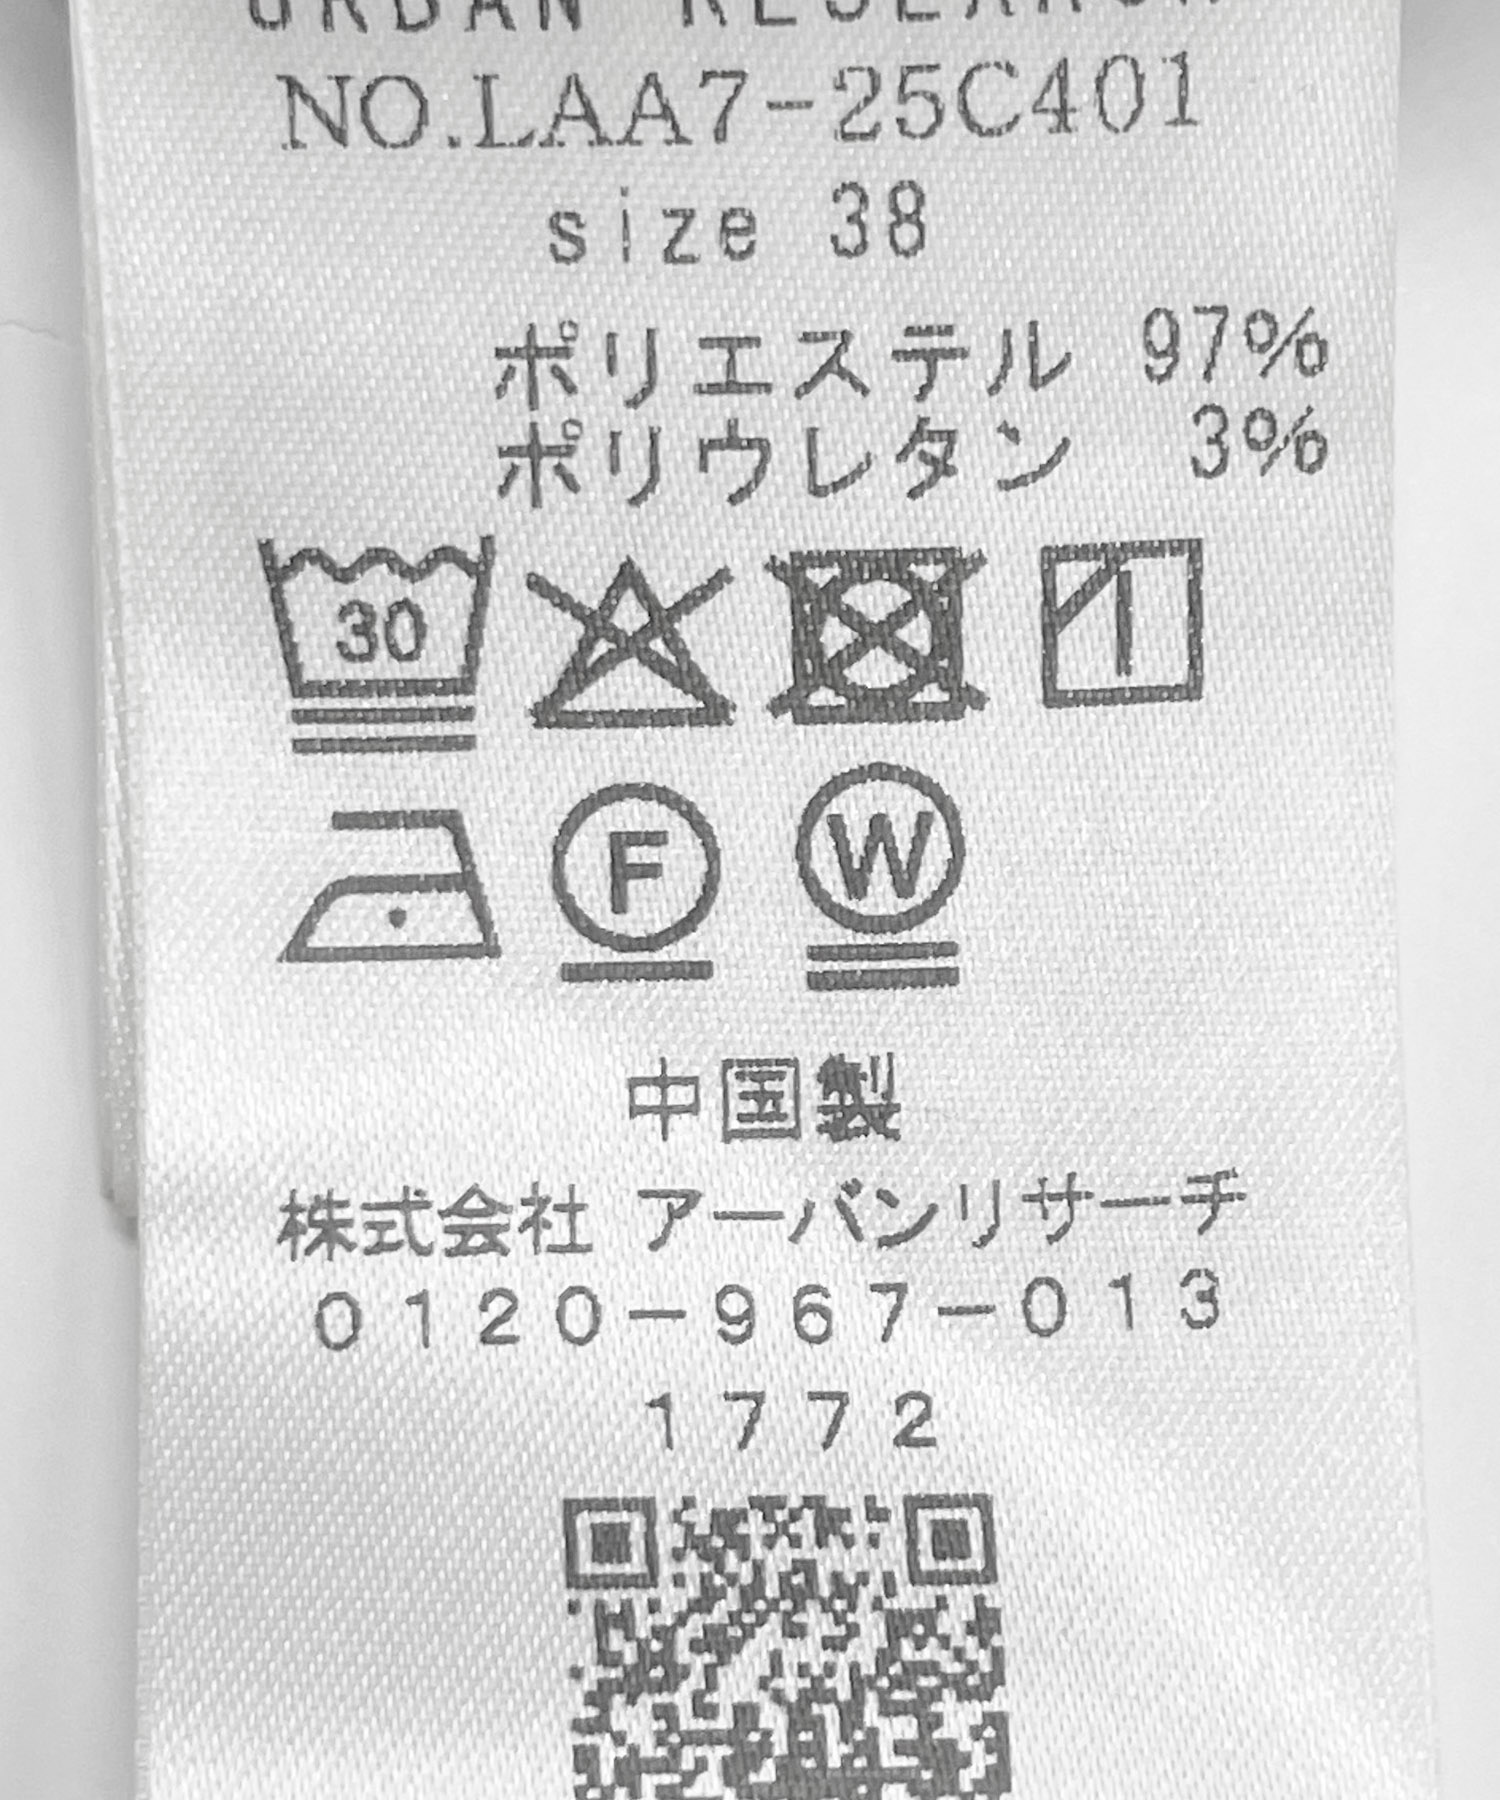 URBAN RESEARCH
NO.LAA7-25C401
size 38
ポリエステル 97%
ポリウレタン 3%
30
F W
中国製
株式会社 アーバンリサーチ
0120-967-013
1772